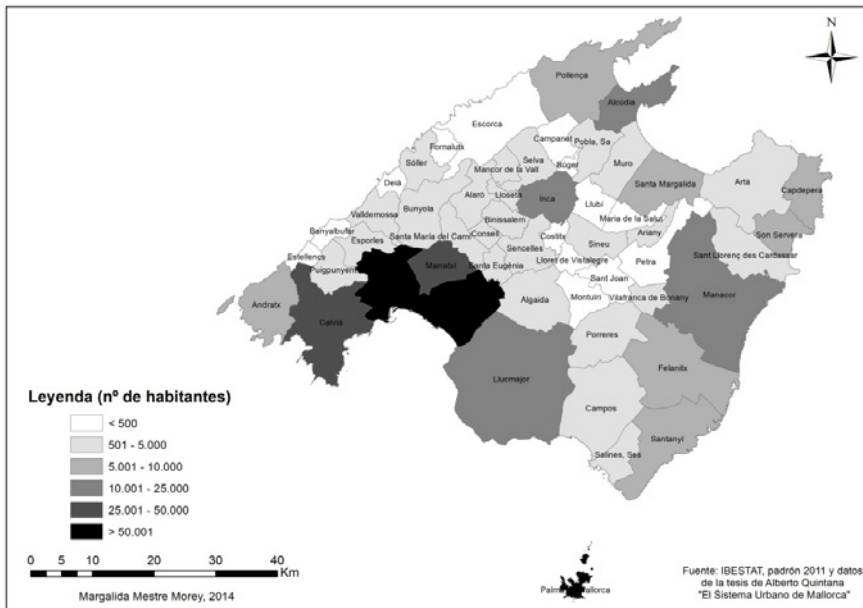 N
Pollença
Alcúdia
Escorca
Campanet
Pobla, Sa
Fornalutx
Sóller
Selva
Búger
Muro
Mancor de la Vall
Artà
Santa Margalida
Capdepera
Deià
Alaró
Lloseta
Inca
Llubí
Valldemossa
Bunyola
Binissalem
Maria de la Salut
Banyalbufar
Santa María del Camí
Consell
Costitx
Sineu
Ariany
Son Servera
Esporles
Estellencs
Sencelles
Sant Llorenç des Cardassar
Puigpunyent
Marratxí
Santa Eugènia
Lloret de Vistalegre
Petra
Sant Joan
Andratx
Algaida
Montuïri
Vilafranca de Bonany
Manacor
Calvià
Porreres
Llucmajor
Felanitx
Campos
Santanyí
Salines, Ses
Leyenda (nº de habitantes)
< 500
501 - 5.000
5.001 - 10.000
10.001 - 25.000
25.001 - 50.000
> 50.001
0 5 10 20 30 40
Km
Margalida Mestre Morey, 2014
Fuente: IBESTAT, padrón 2011 y datos
de la tesis de Alberto Quintana
"El Sistema Urbano de Mallorca"